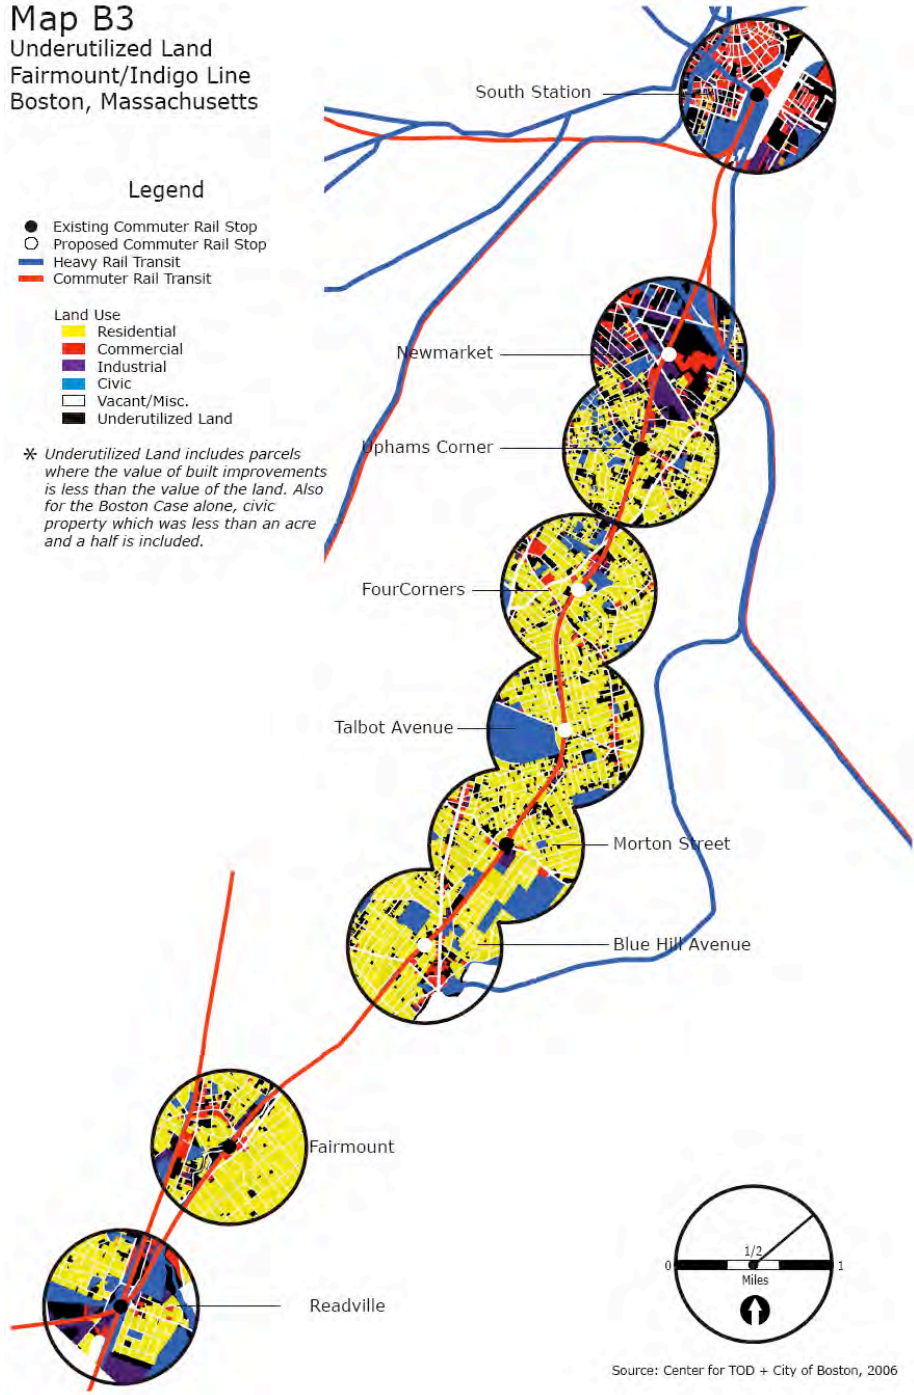 Map B3
Underutilized Land
Fairmount/Indigo Line
Boston, Massachusetts
Legend
Existing Commuter Rail Stop
Proposed Commuter Rail Stop
Heavy Rail Transit
Commuter Rail Transit
Land Use
Residential
Commercial
Industrial
Civic
Vacant/Misc.
Underutilized Land
* Underutilized Land includes parcels
where the value of built improvements
is less than the value of the land. Also
for the Boston Case alone, civic
property which was less than an acre
and a half is included.
South Station
Newmarket
Uphams Corner
FourCorners
Talbot Avenue
Morton Street
Blue Hill Avenue
Fairmount
Readville
1/2
0 1
Miles
Source: Center for TOD + City of Boston, 2006